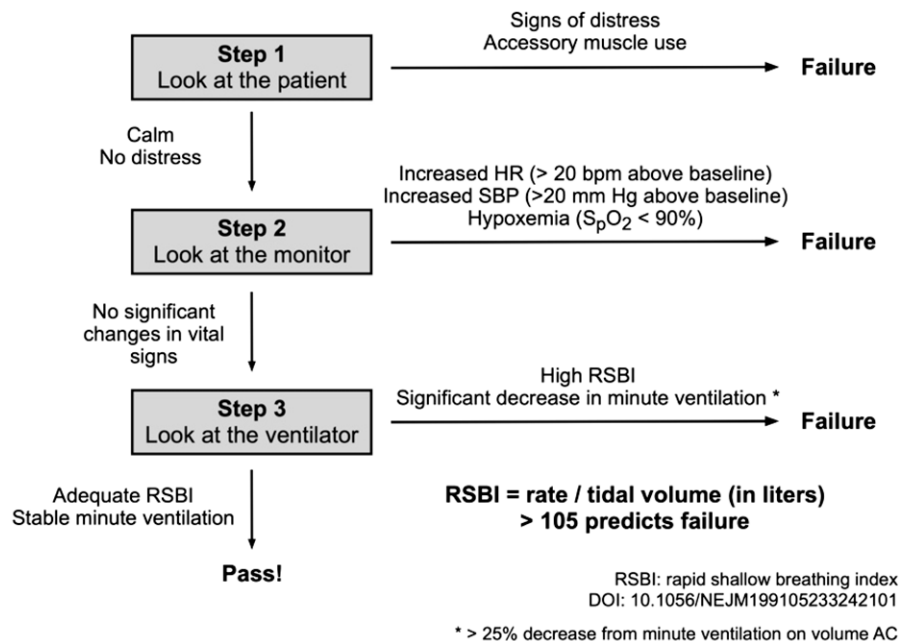 Signs of distress
Accessory muscle use
Step 1
Look at the patient
Failure
Calm
No distress
Increased HR (> 20 bpm above baseline)
Increased SBP (>20 mm Hg above baseline)
Hypoxemia (SpO2 < 90%)
Step 2
Look at the monitor
Failure
No significant
changes in vital
signs
High RSBI
Significant decrease in minute ventilation *
Step 3
Look at the ventilator
Failure
Adequate RSBI
Stable minute ventilation
RSBI = rate / tidal volume (in liters)
> 105 predicts failure
Pass!
RSBI: rapid shallow breathing index
DOI: 10.1056/NEJM199105233242101
* > 25% decrease from minute ventilation on volume AC